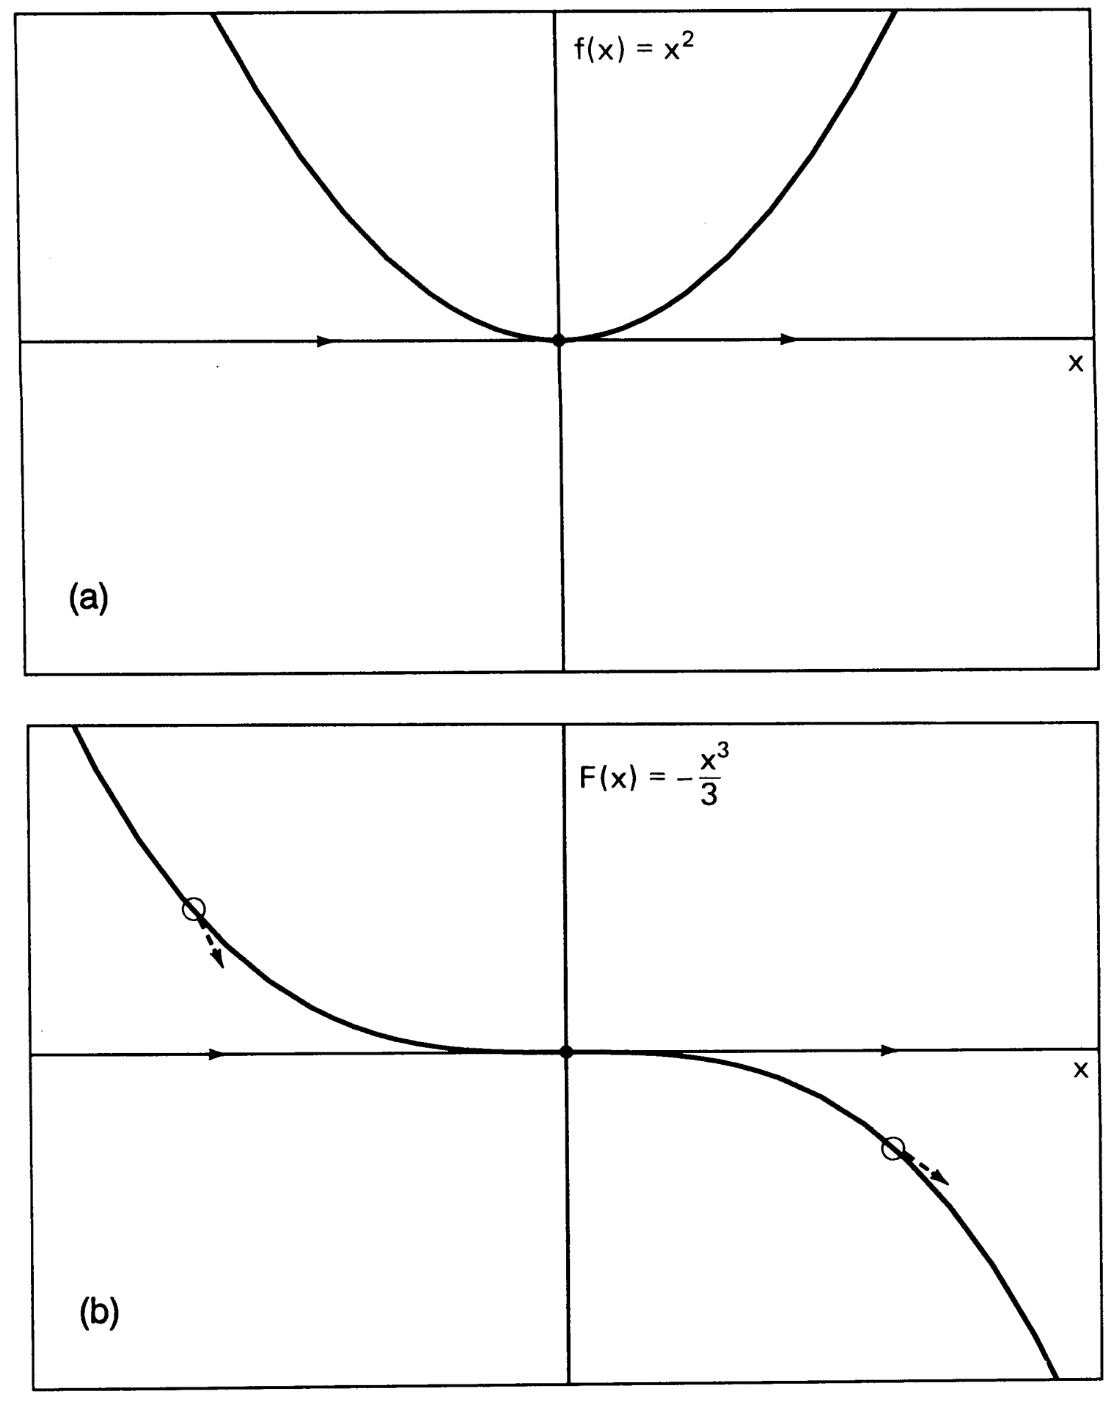 f(x) = x²
x
(a)
F(x) = -x³/3
x
(b)